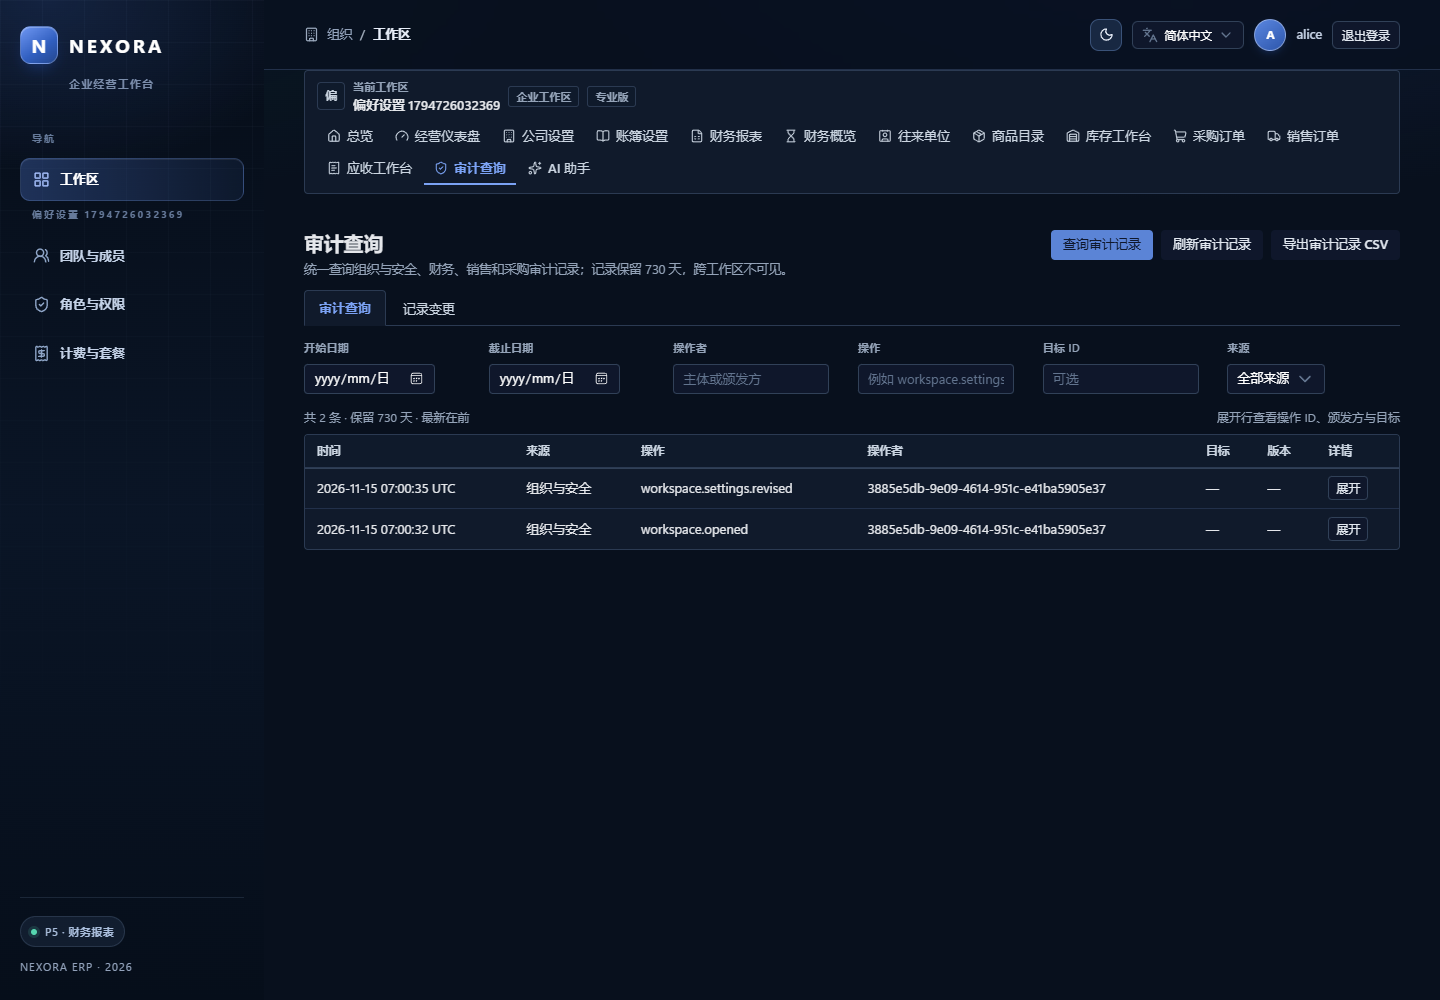 N NEXORA
企业经营工作台
导航
工作区
偏好设置 1794726032369
团队与成员
角色与权限
计费与套餐
P5 · 财务报表
NEXORA ERP · 2026
组织 / 工作区
简体中文
A alice 退出登录
偏 当前工作区
偏好设置 1794726032369 企业工作区 专业版
总览 经营仪表盘 公司设置 账簿设置 财务报表 财务概览 往来单位 商品目录 库存工作台 采购订单 销售订单
应收工作台 审计查询 AI 助手
审计查询
查询审计记录 刷新审计记录 导出审计记录 CSV
统一查询组织与安全、财务、销售和采购审计记录；记录保留 730 天，跨工作区不可见。
审计查询 记录变更
开始日期 截止日期 操作者 操作 目标 ID 来源
yyyy/mm/日 yyyy/mm/日 主体或颁发方 例如 workspace.settings 可选 全部来源
共 2 条 · 保留 730 天 · 最新在前 展开行查看操作 ID、颁发方与目标
时间 来源 操作 操作者 目标 版本 详情
2026-11-15 07:00:35 UTC 组织与安全 workspace.settings.revised 3885e5db-9e09-4614-951c-e41ba5905e37 — — 展开
2026-11-15 07:00:32 UTC 组织与安全 workspace.opened 3885e5db-9e09-4614-951c-e41ba5905e37 — — 展开